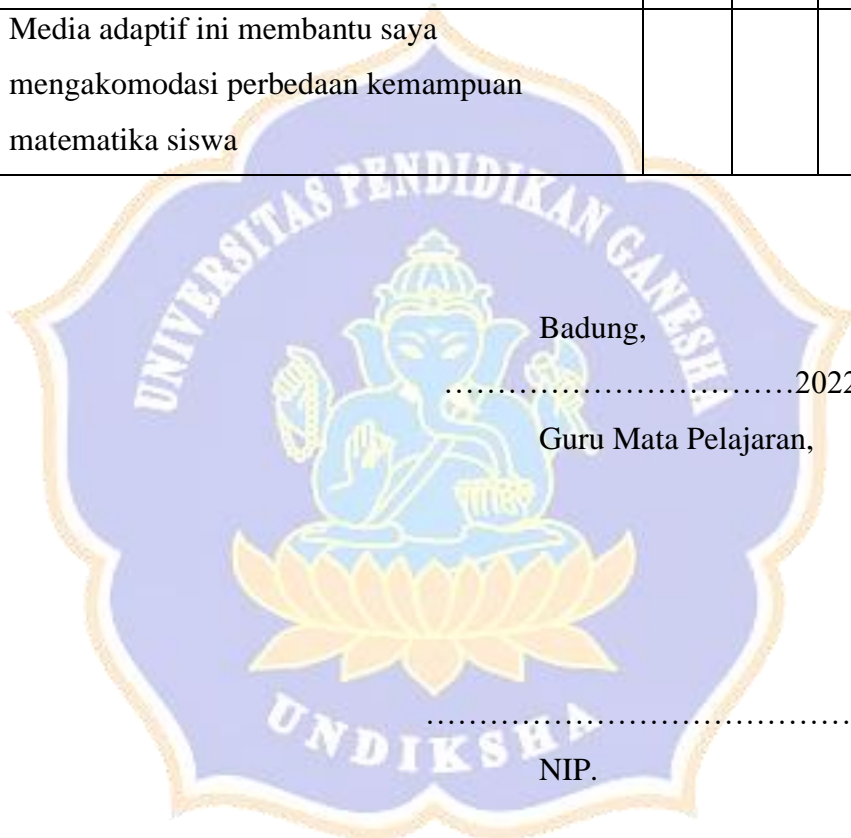 Media adaptif ini membantu saya
mengakomodasi perbedaan kemampuan
matematika siswa
UNIVERSITAS PENDIDIKAN GANESHA
Badung,
……………………………2022
Guru Mata Pelajaran,
……………………………………
UNDIKSHA
NIP.